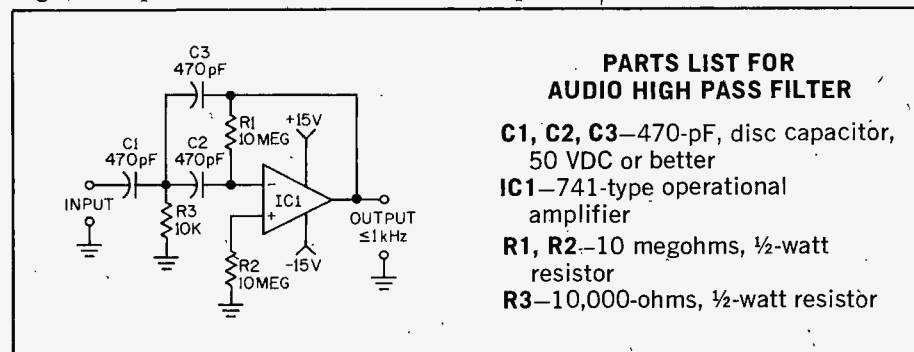 C3
470pF
R1
10MEG
+15V
C1
470pF
C2
470pF
−
IC1
+
INPUT
R3
10K
OUTPUT
≤1kHz
R2
10MEG
−15V
PARTS LIST FOR
AUDIO HIGH PASS FILTER
C1, C2, C3—470-pF, disc capacitor,
50 VDC or better
IC1—741-type operational
amplifier
R1, R2—10 megohms, ½-watt
resistor
R3—10,000-ohms, ½-watt resistor